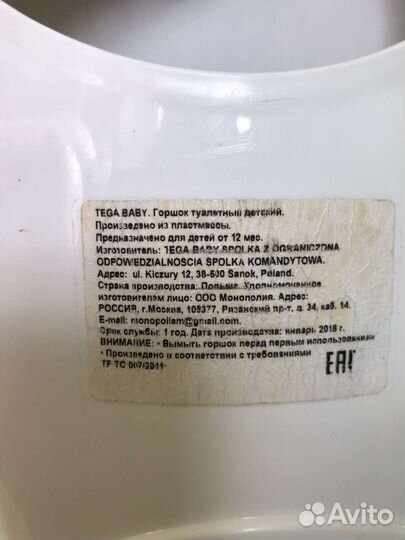 TEGA BABY. Горшок туалетный детский.
Произведено из пластмассы.
Предназначено для детей от 12 мес.
Изготовитель: TEGA BABY SPOLKA Z OGRANICZONA
ODPOWIEDZIALNOSCIA SPOLKA KOMANDYTOWA.
Адрес: ul. Kiczury 12, 38-500 Sanok, Poland.
Страна производства: Польша. Уполномоченное
изготовителем лицо: ООО Монополия. Адрес:
РОССИЯ, г.Москва, 109377, Рязанский пр-т, д. 34, каб. 14.
E-mail: monopoliam@gmail.com.
Срок службы: 1 год. Дата производства: январь 2018 г.
ВНИМАНИЕ: • Вымыть горшок перед первым использованием
• Произведено в соответствии с требованиями
ТР ТС 007/2011
EAC
Avito